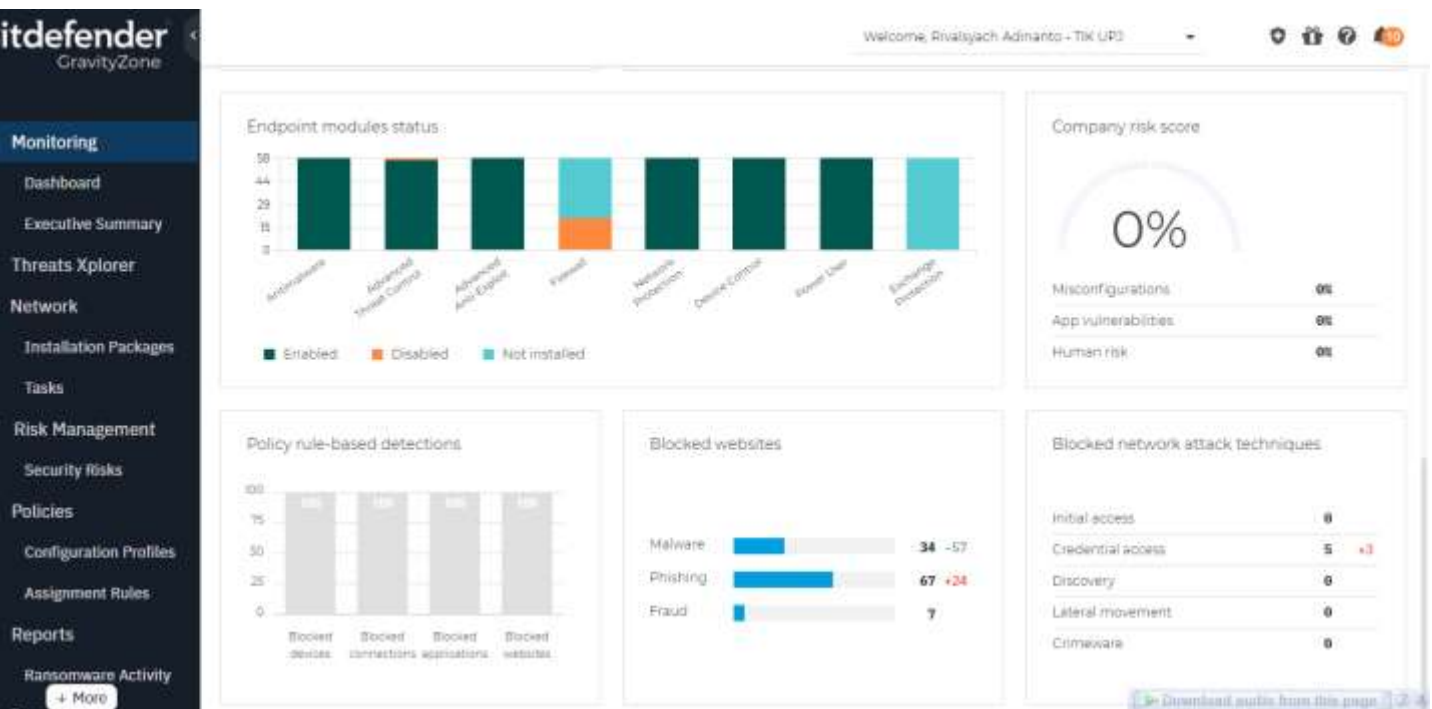 itdefender
GravityZone
Welcome, Rivalsyach Adinanto - TIK UPJ
10
Monitoring
Dashboard
Executive Summary
Threats Xplorer
Network
Installation Packages
Tasks
Risk Management
Security Risks
Policies
Configuration Profiles
Assignment Rules
Reports
Ransomware Activity
↓ More
Endpoint modules status
58
44
29
15
0
Antimalware
Advanced
Threat Control
Advanced
Anti-Exploit
Firewall
Network
Protection
Device Control
Power User
Exchange
Protection
Enabled
Disabled
Not installed
Company risk score
0%
Misconfigurations 0%
App vulnerabilities 0%
Human risk 0%
Policy rule-based detections
100
75
50
25
0
Blocked
devices
Blocked
connections
Blocked
applications
Blocked
websites
Blocked websites
Malware 34 -57
Phishing 67 +24
Fraud 7
Blocked network attack techniques
Initial access 0
Credential access 5 +3
Discovery 0
Lateral movement 0
Crimeware 0
Download audio from this page